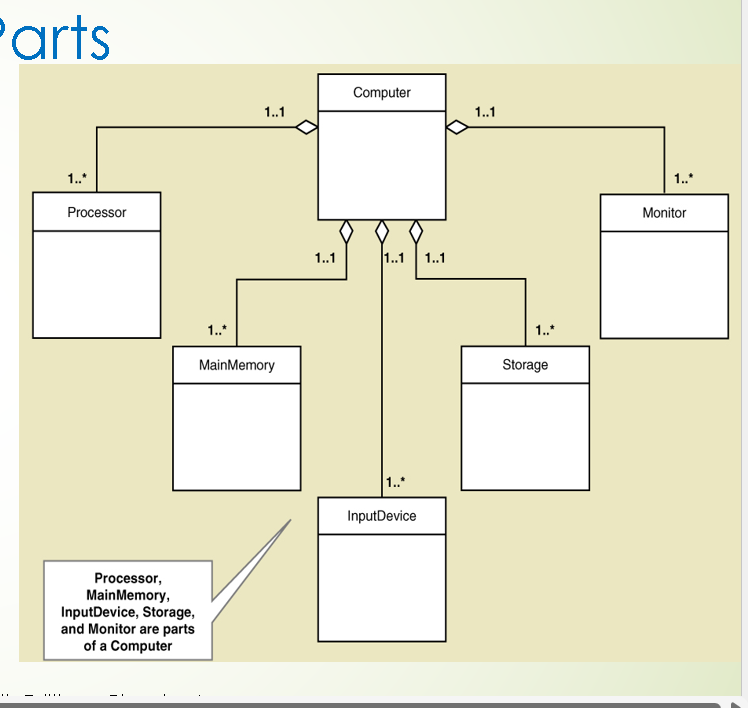 Parts
Computer
1..1
1..1
1..*
1..*
Processor
Monitor
1..1
1..1
1..1
1..*
1..*
MainMemory
Storage
1..*
InputDevice
Processor,
MainMemory,
InputDevice, Storage,
and Monitor are parts
of a Computer